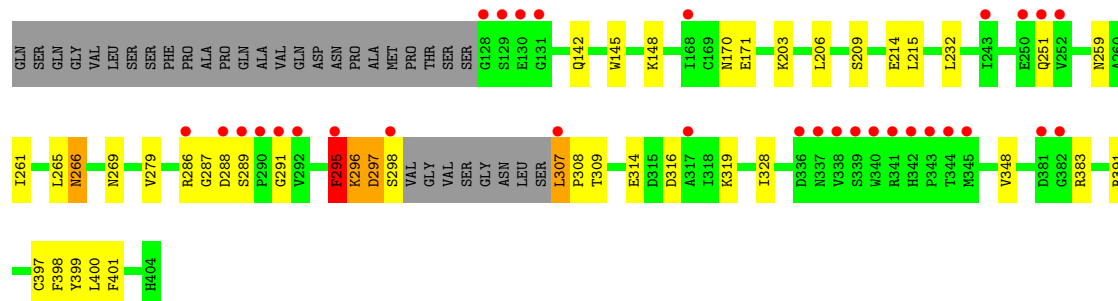 GLN SER GLN GLY VAL LEU SER SER PHE PRO ALA PRO GLN ALA VAL GLN ASP ASN PRO ALA MET PRO THR SER SER G128 S129 E130 G131 Q142 W145 K148 I168 C169 N170 E171 K203 L206 S209 E214 L215 L232 I243 E250 Q251 V252 N259 A260
I261 L265 N266 N269 V279 R286 G287 D288 S289 P290 G291 V292 F295 K296 D297 S298 VAL GLY VAL SER GLY ASN LEU SER L307 P308 T309 E314 D315 D316 A317 I318 K319 I328 D336 N337 V338 S339 W340 R341 H342 P343 T344 M345 V348 D381 G382 R383
C397 F398 Y399 L400 F401 H404